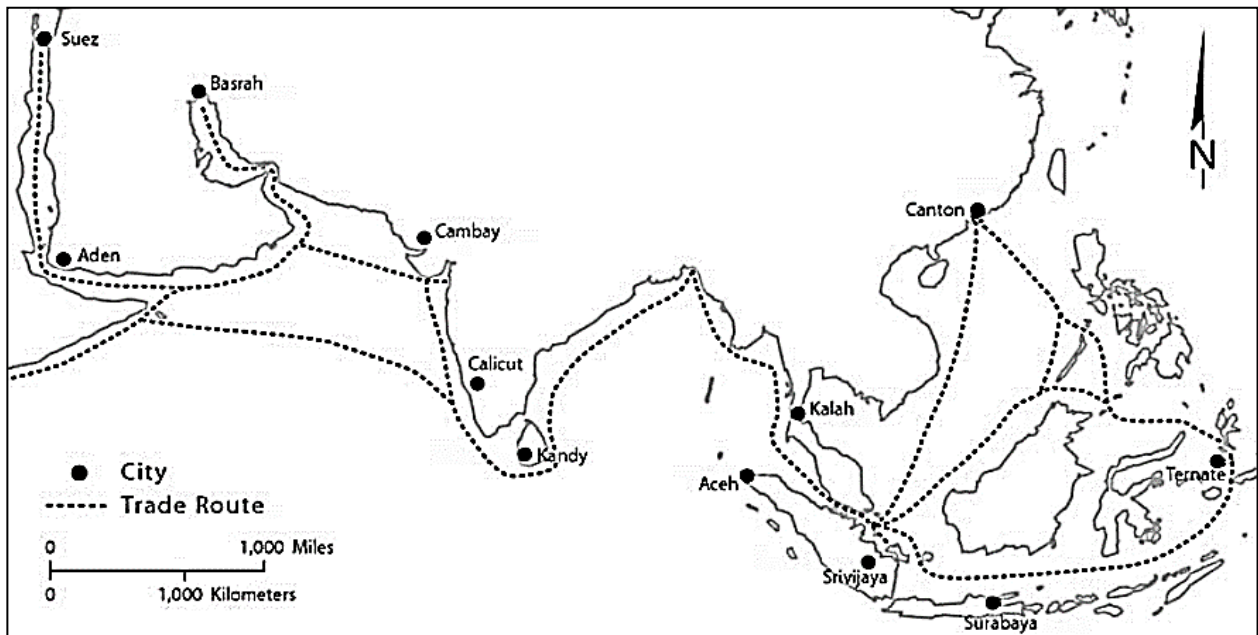 Suez
Basrah
N
Canton
Cambay
Aden
Calicut
Kalah
Kandy
Ternate
Aceh
City
Trade Route
0 1,000 Miles
Srivijaya
0 1,000 Kilometers
Surabaya